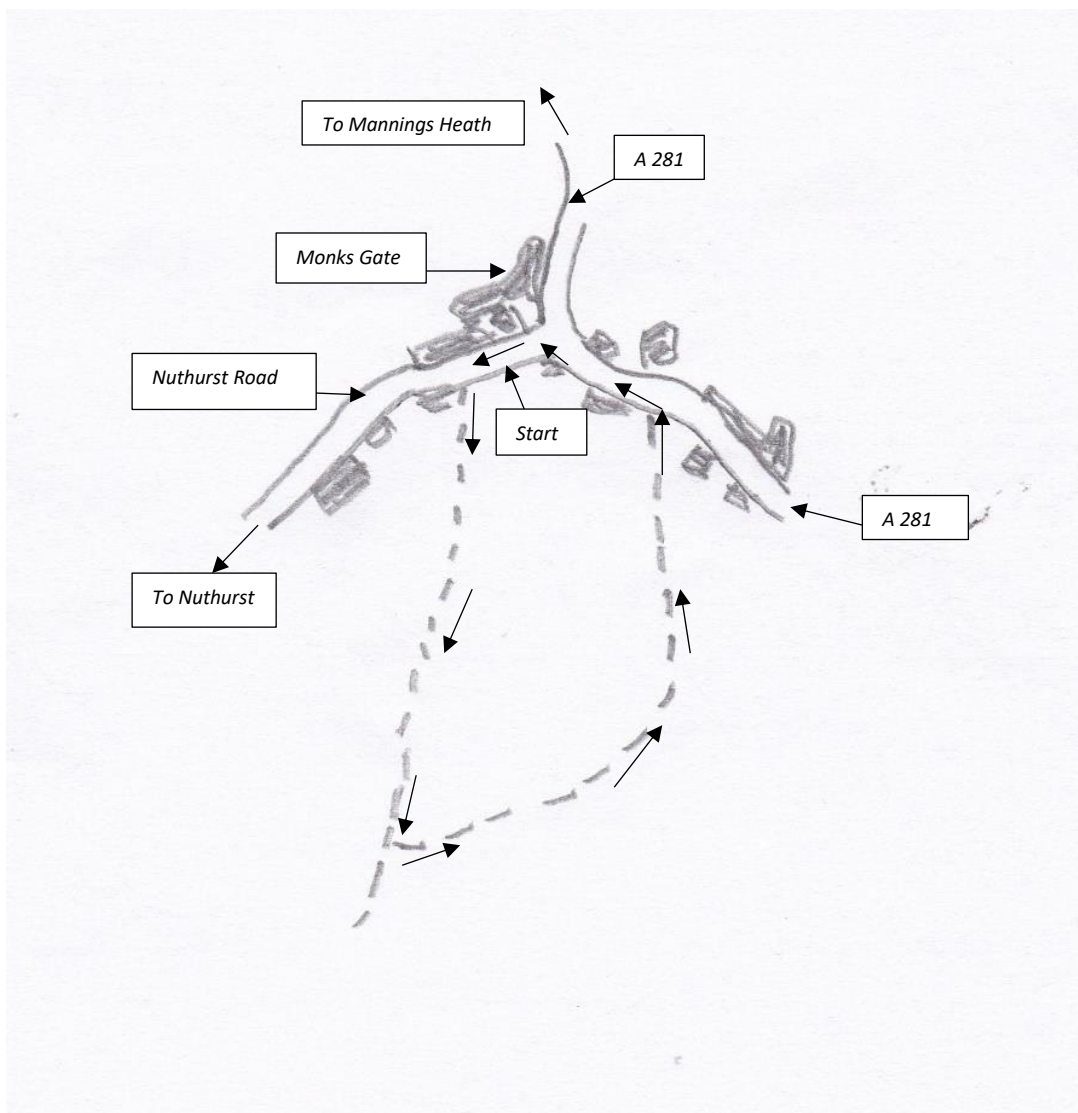 To Mannings Heath
A 281
Monks Gate
Nuthurst Road
Start
A 281
To Nuthurst